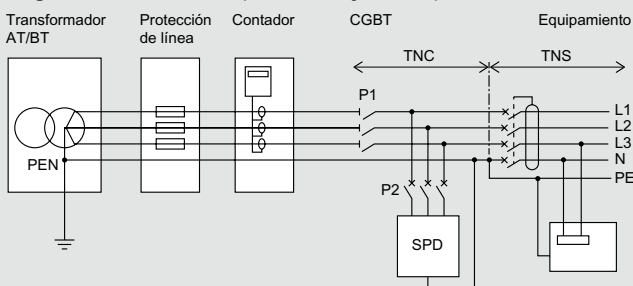 Transformador
AT/BT
Protección
de línea
Contador
CGBT
Equipamiento
TNC
TNS
P1
L1
L2
L3
N
PE
PEN
P2
SPD